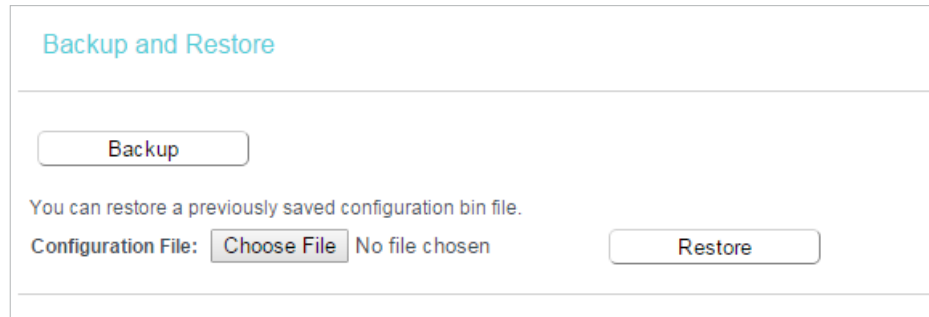 Backup and Restore
Backup
You can restore a previously saved configuration bin file.
Configuration File: Choose File No file chosen Restore